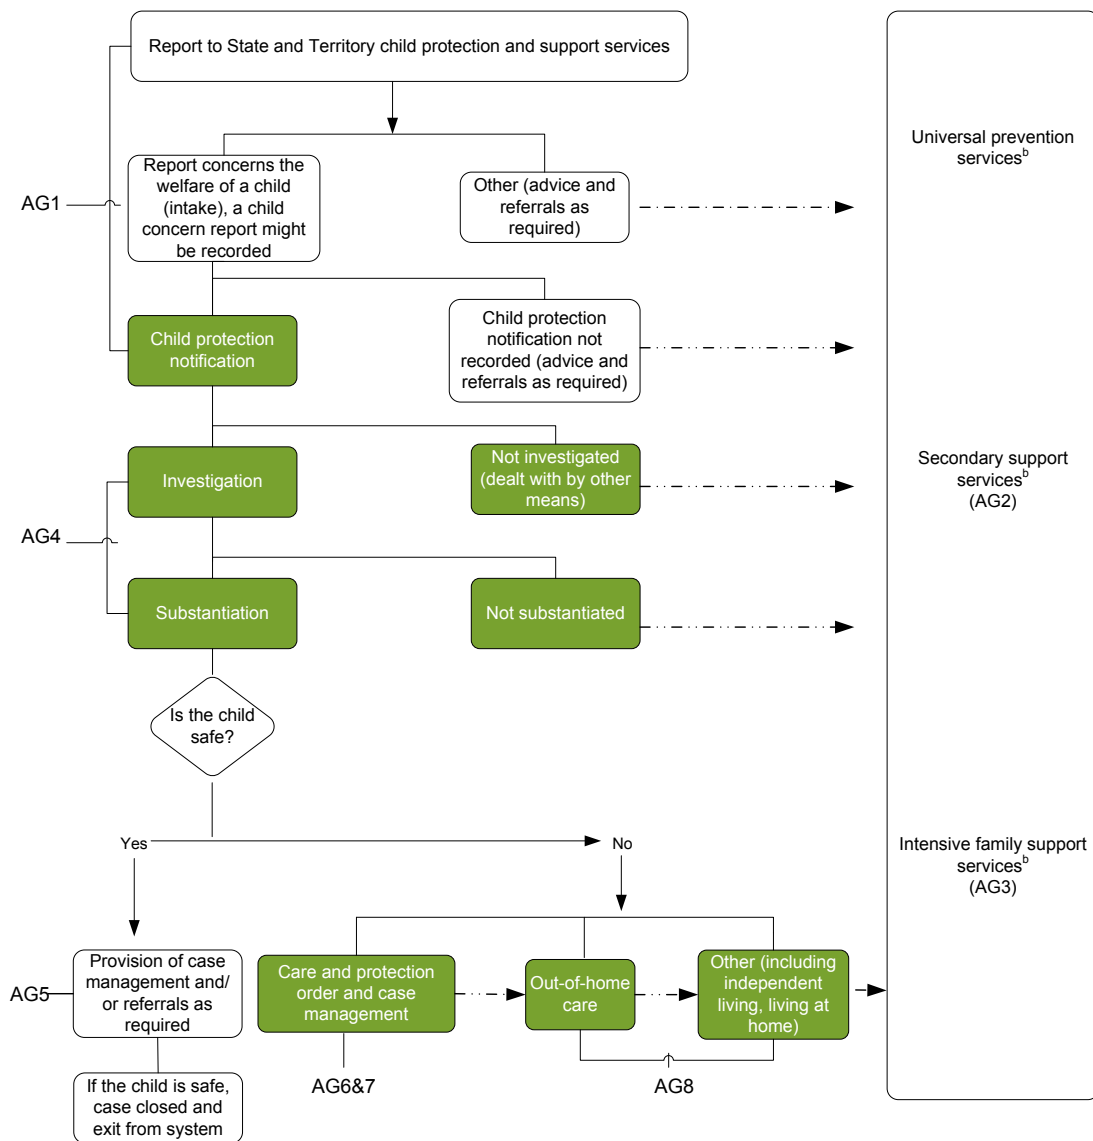 Report to State and Territory child protection and support services
Universal prevention
servicesᵇ
AG1
Report concerns the
welfare of a child
(intake), a child
concern report might
be recorded
Other (advice and
referrals as
required)
Child protection
notification
Child protection
notification not
recorded (advice and
referrals as required)
Investigation
Not investigated
(dealt with by other
means)
Secondary support
servicesᵇ
(AG2)
AG4
Substantiation
Not substantiated
Is the child
safe?
Yes
No
Intensive family support
servicesᵇ
(AG3)
AG5
Provision of case
management and/
or referrals as
required
Care and protection
order and case
management
Out-of-home
care
Other (including
independent
living, living at
home)
If the child is safe,
case closed and
exit from system
AG6&7
AG8